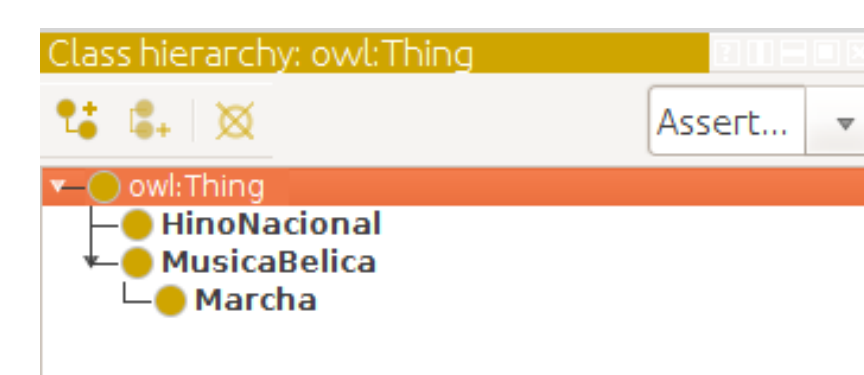 Class hierarchy: owl:Thing
Assert...
owl:Thing
HinoNacional
MusicaBelica
Marcha